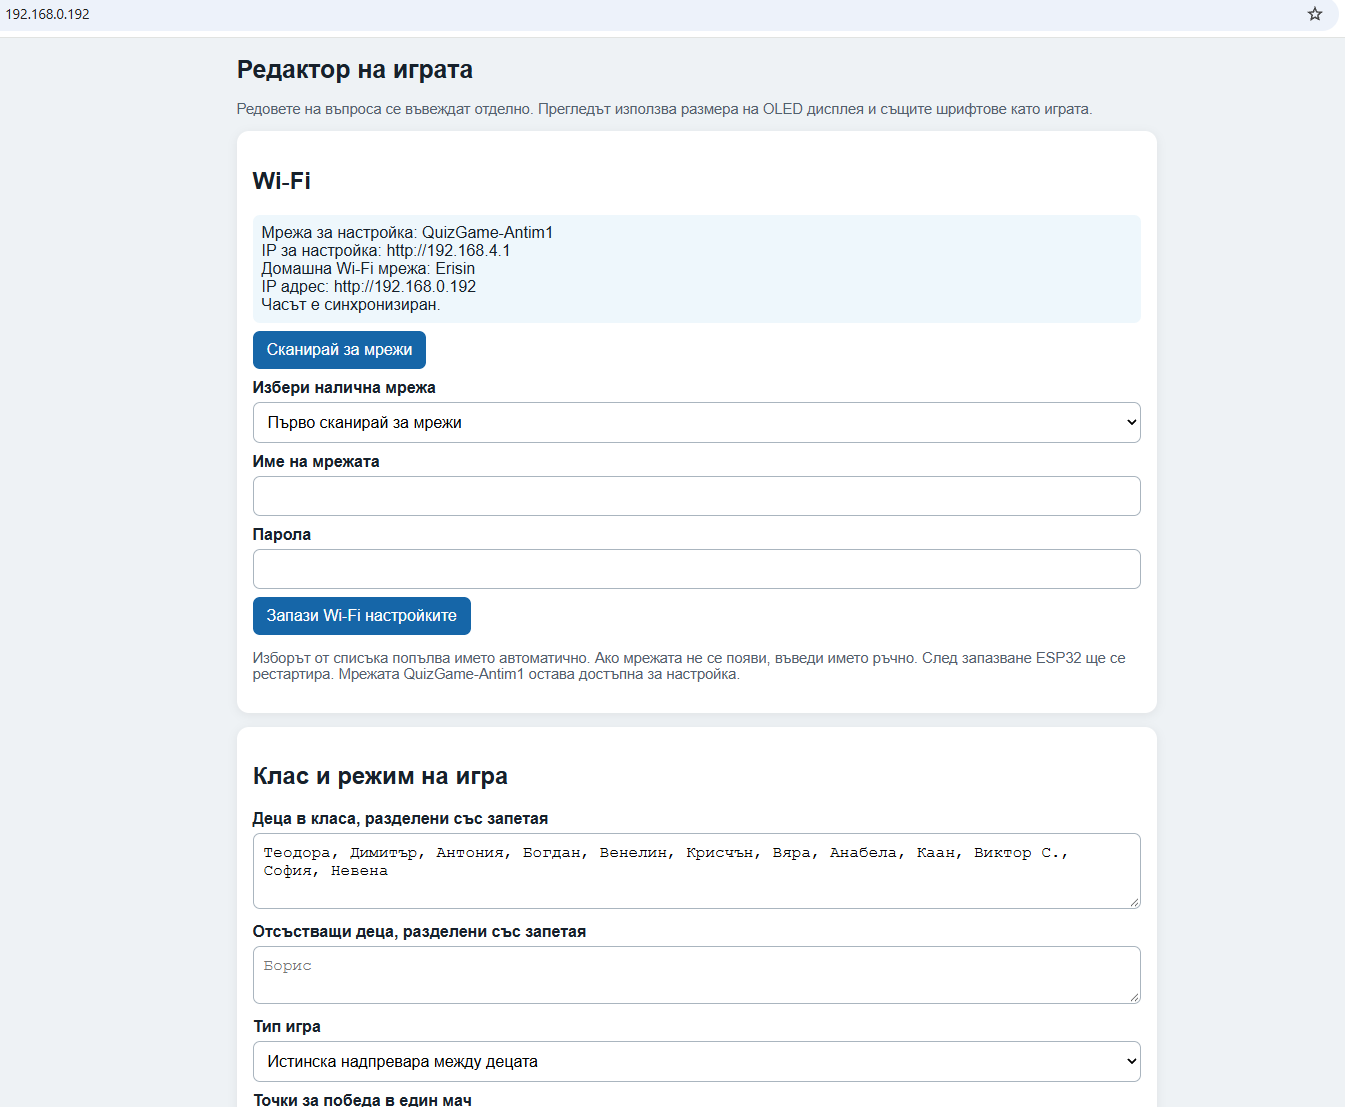 192.168.0.192
Редактор на играта
Редовете на въпроса се въвеждат отделно. Прегледът използва размера на OLED дисплея и същите шрифтове като играта.
Wi-Fi
Мрежа за настройка: QuizGame-Antim1
IP за настройка: http://192.168.4.1
Домашна Wi-Fi мрежа: Erisin
IP адрес: http://192.168.0.192
Часът е синхронизиран.
Сканирай за мрежи
Избери налична мрежа
Първо сканирай за мрежи
Име на мрежата
Парола
Запази Wi-Fi настройките
Изборът от списъка попълва името автоматично. Ако мрежата не се появи, въведи името ръчно. След запазване ESP32 ще се
рестартира. Мрежата QuizGame-Antim1 остава достъпна за настройка.
Клас и режим на игра
Деца в класа, разделени със запетая
Теодора, Димитър, Антония, Богдан, Венелин, Крисчън, Вяра, Анабела, Каан, Виктор С.,
София, Невена
Отсъстващи деца, разделени със запетая
Борис
Тип игра
Истинска надпревара между децата
Точки за победа в един мач